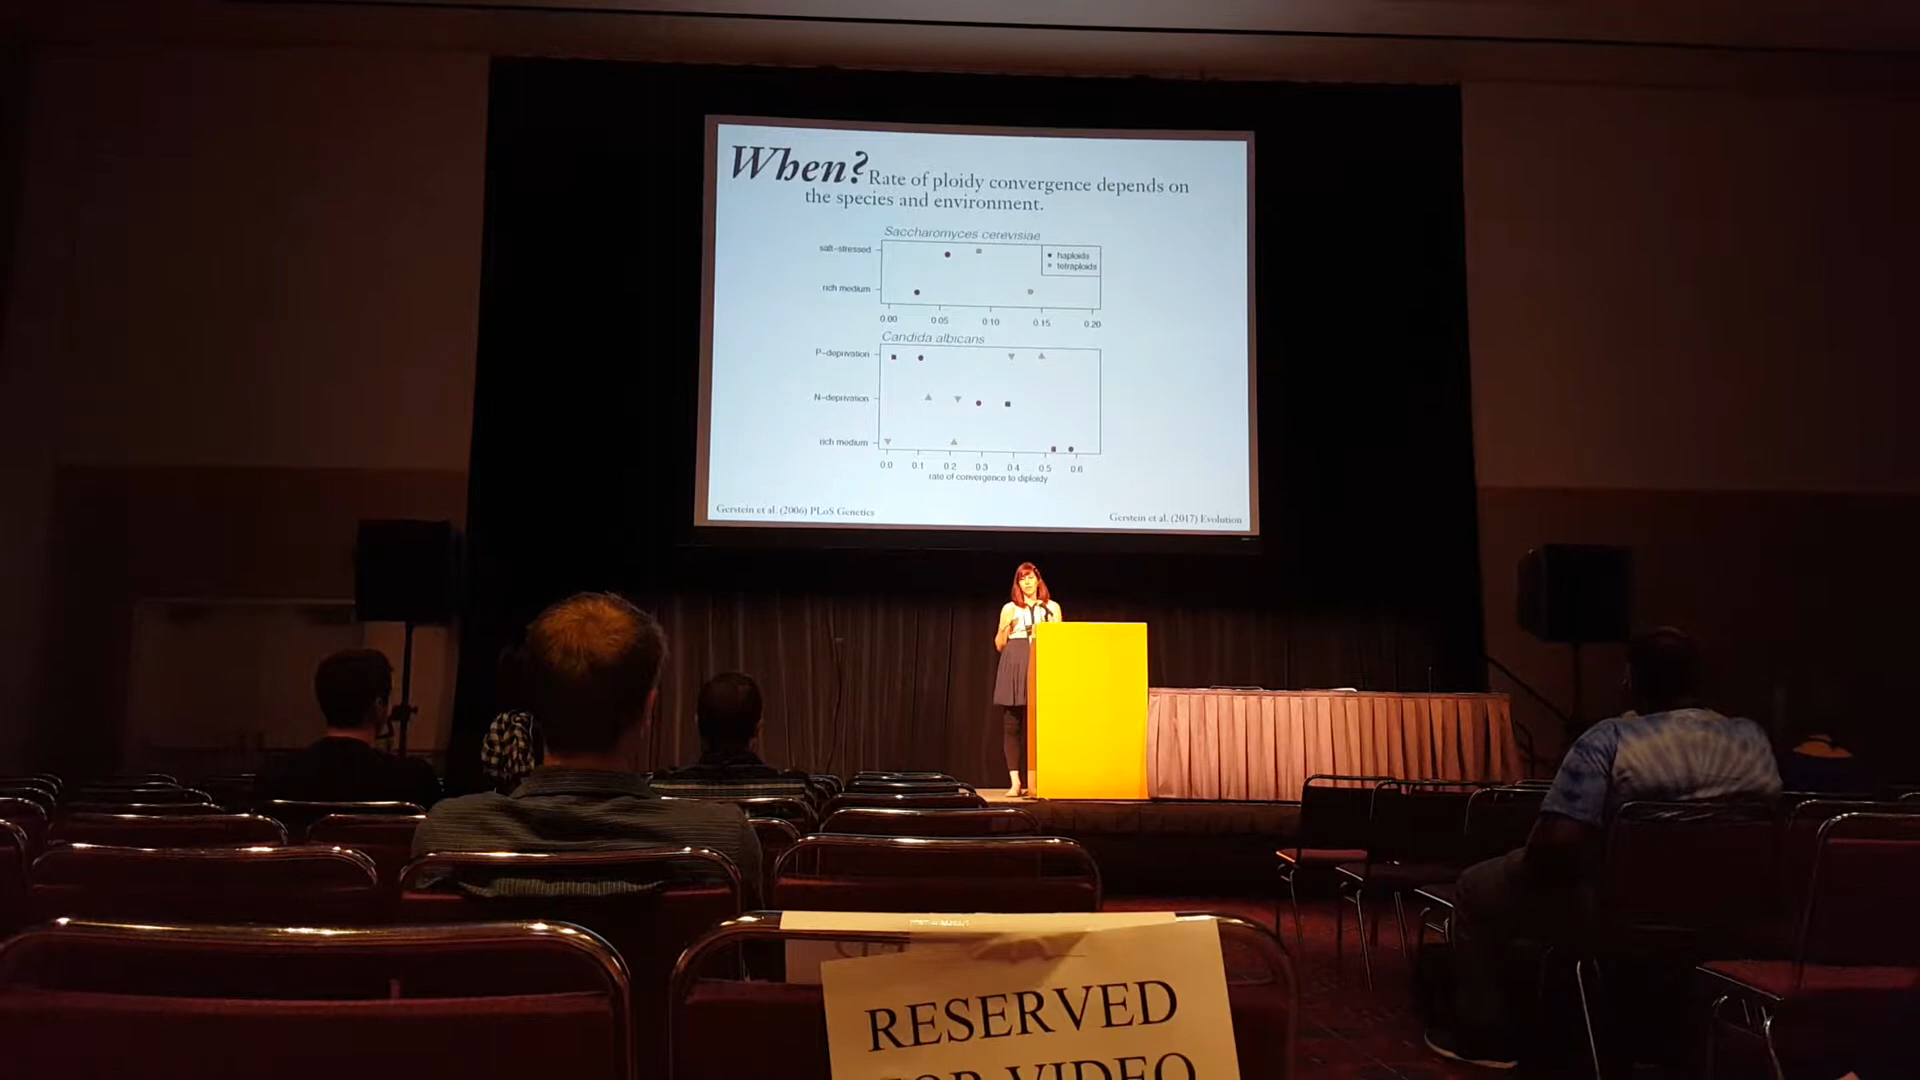 When? Rate of ploidy convergence depends on
the species and environment.
Saccharomyces cerevisiae
salt-stressed
haploids
tetraploids
rich medium
0.00 0.05 0.10 0.15 0.20
Candida albicans
P-deprivation
N-deprivation
rich medium
0.0 0.1 0.2 0.3 0.4 0.5 0.6
rate of convergence to diploidy
Gerstein et al. (2006) PLoS Genetics
Gerstein et al. (2017) Evolution
RESERVED
FOR VIDEO